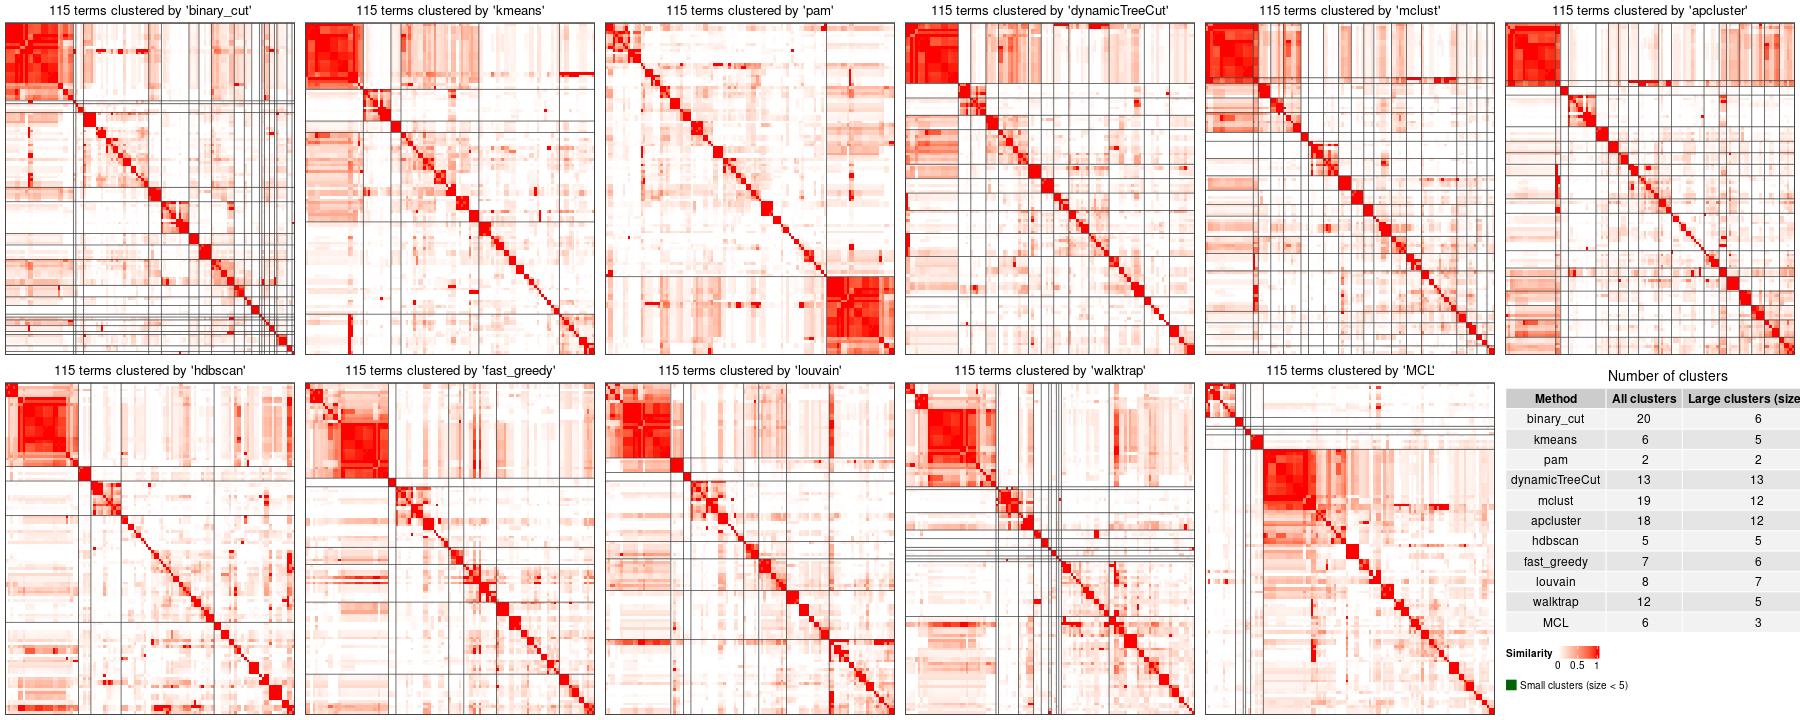 115 terms clustered by 'binary_cut'
115 terms clustered by 'kmeans'
115 terms clustered by 'pam'
115 terms clustered by 'dynamicTreeCut'
115 terms clustered by 'mclust'
115 terms clustered by 'apcluster'
115 terms clustered by 'hdbscan'
115 terms clustered by 'fast_greedy'
115 terms clustered by 'louvain'
115 terms clustered by 'walktrap'
115 terms clustered by 'MCL'
Number of clusters
Method All clusters Large clusters (size
binary_cut 20 6
kmeans 6 5
pam 2 2
dynamicTreeCut 13 13
mclust 19 12
apcluster 18 12
hdbscan 5 5
fast_greedy 7 6
louvain 8 7
walktrap 12 5
MCL 6 3
Similarity
0 0.5 1
Small clusters (size < 5)